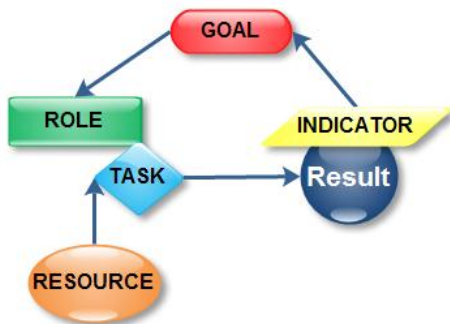 GOAL
ROLE
INDICATOR
TASK
Result
RESOURCE